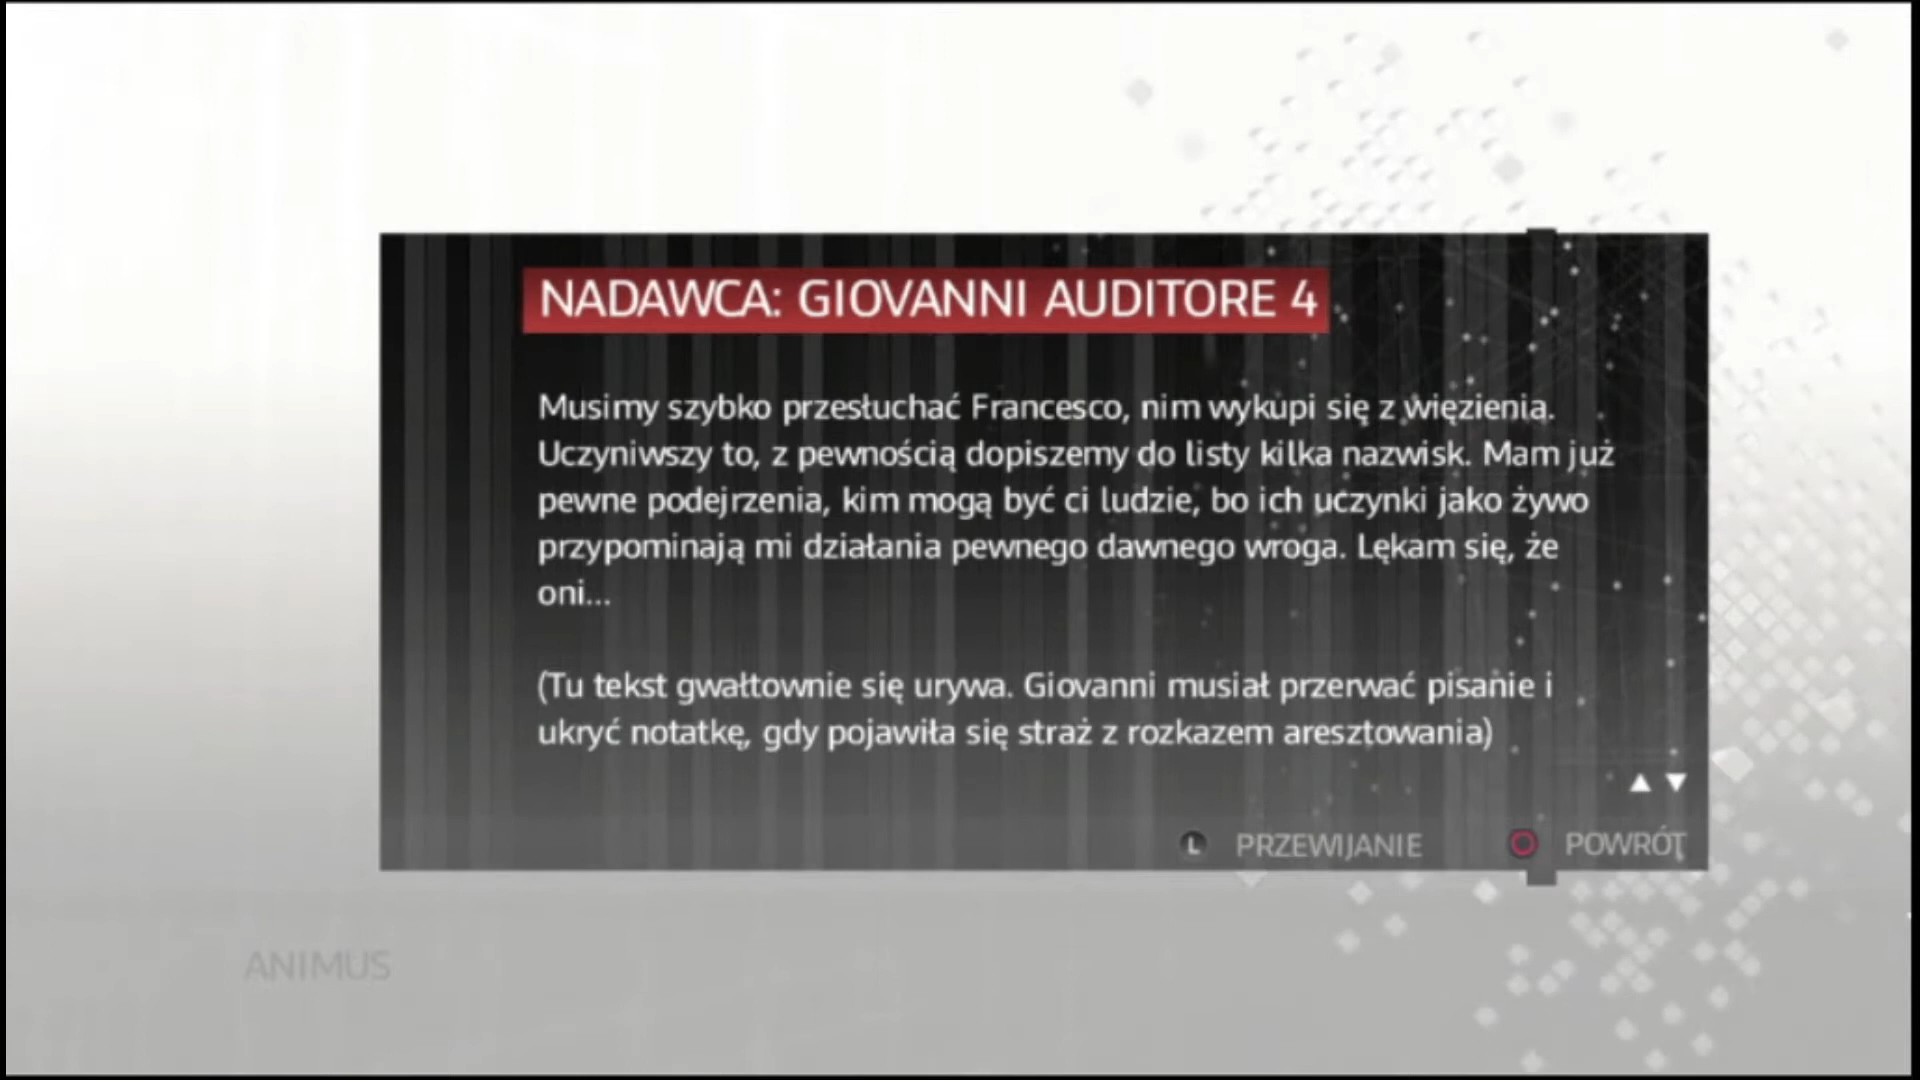 NADAWCA: GIOVANNI AUDITORE 4
Musimy szybko przesłuchać Francesco, nim wykupi się z więzienia.
Uczyniwszy to, z pewnością dopiszemy do listy kilka nazwisk. Mam już
pewne podejrzenia, kim mogą być ci ludzie, bo ich uczynki jako żywo
przypominają mi działania pewnego dawnego wroga. Lękam się, że
oni...
(Tu tekst gwałtownie się urywa. Giovanni musiał przerwać pisanie i
ukryć notatkę, gdy pojawiła się straż z rozkazem aresztowania)
L PRZEWIJANIE POWRÓT
ANIMUS